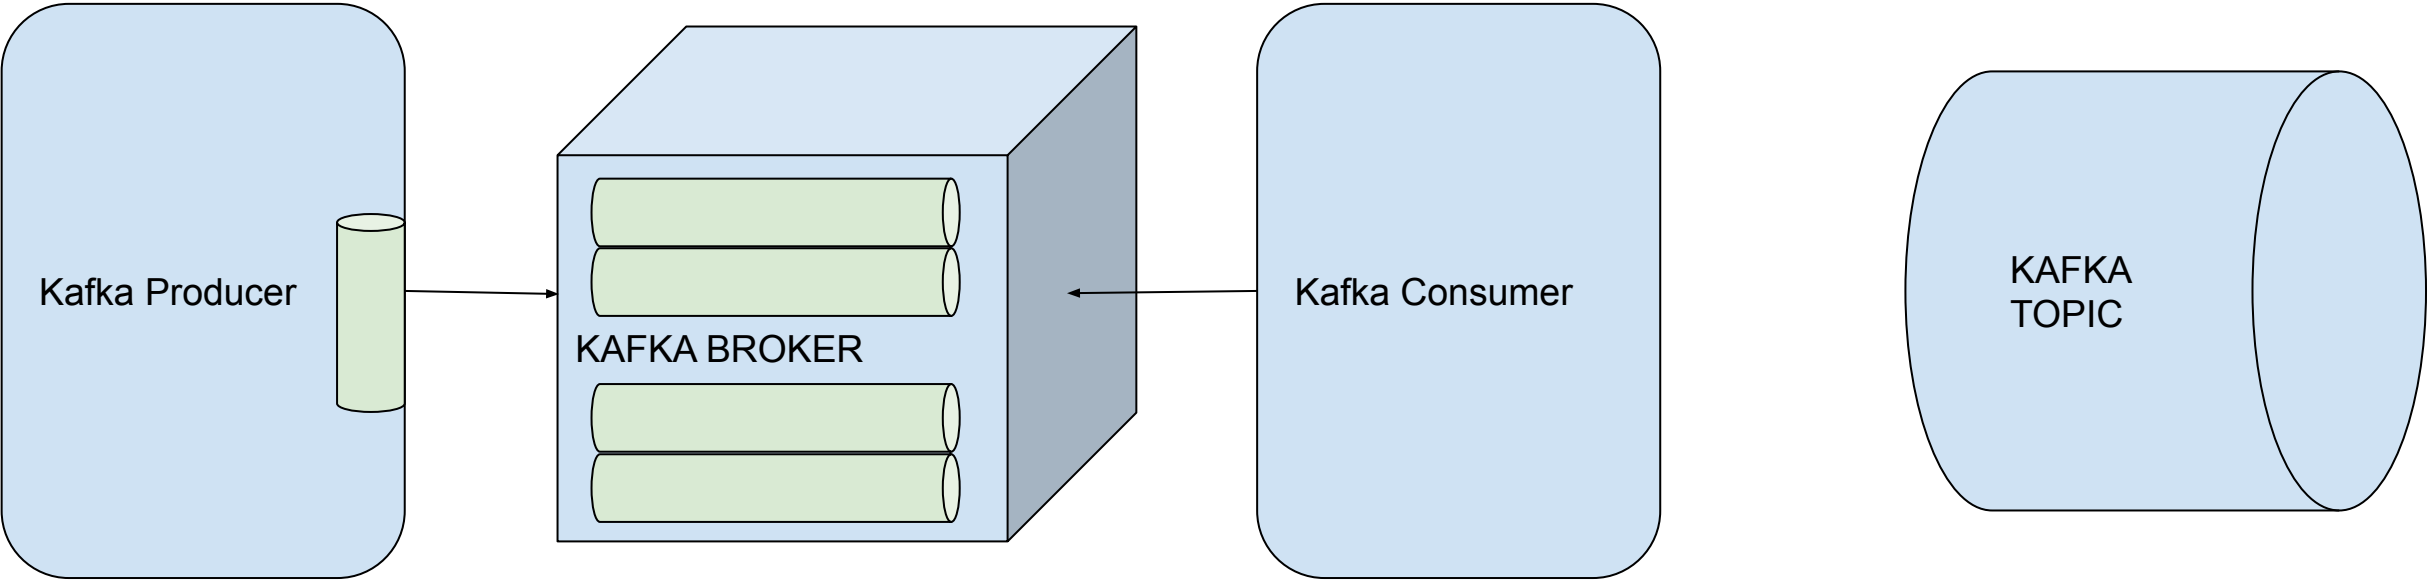 Kafka Producer
KAFKA BROKER
Kafka Consumer
KAFKA
TOPIC